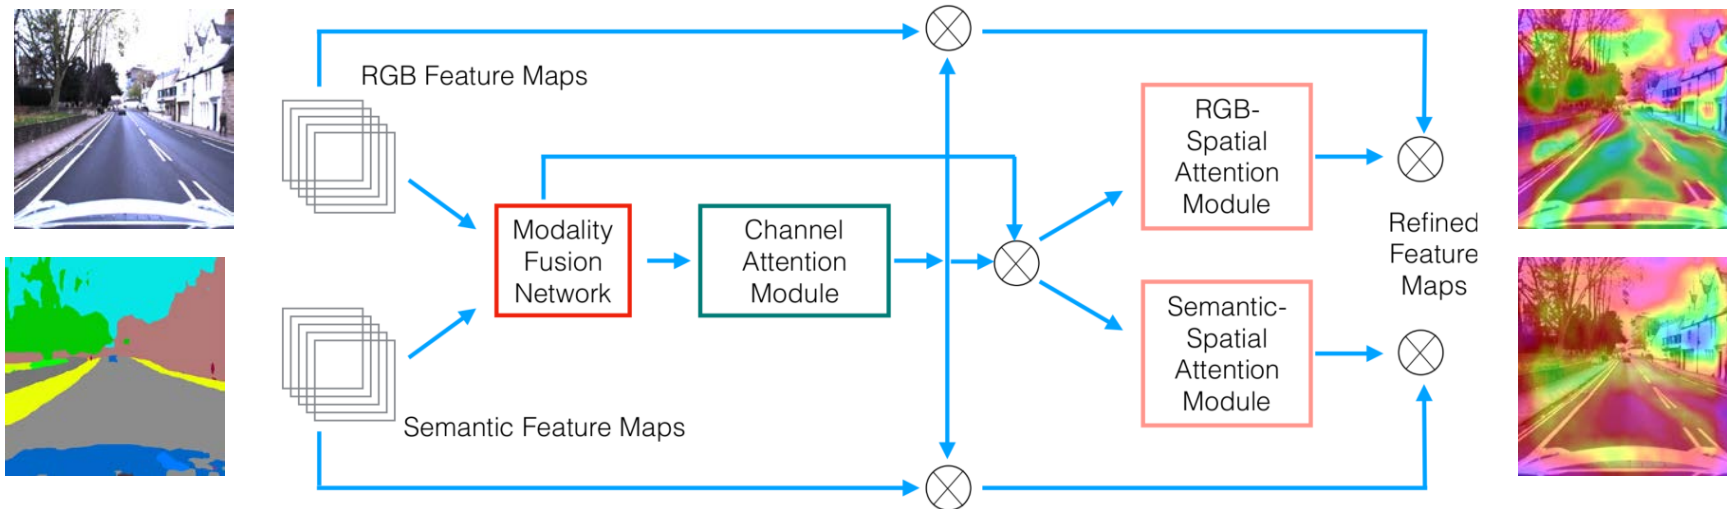 RGB Feature Maps
Modality
Fusion
Network
Channel
Attention
Module
RGB-
Spatial
Attention
Module
Semantic-
Spatial
Attention
Module
Refined
Feature
Maps
Semantic Feature Maps